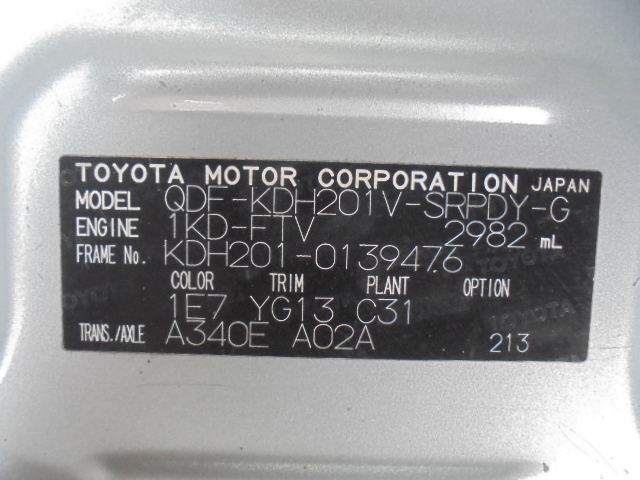 TOYOTA MOTOR CORPORATION JAPAN
MODEL QDF-KDH201V-SRPDY-G
ENGINE 1KD-FTV 2982 mL
FRAME No. KDH201-0139476
COLOR TRIM PLANT OPTION
1E7 YG13 C31
TRANS./AXLE A340E A02A 213